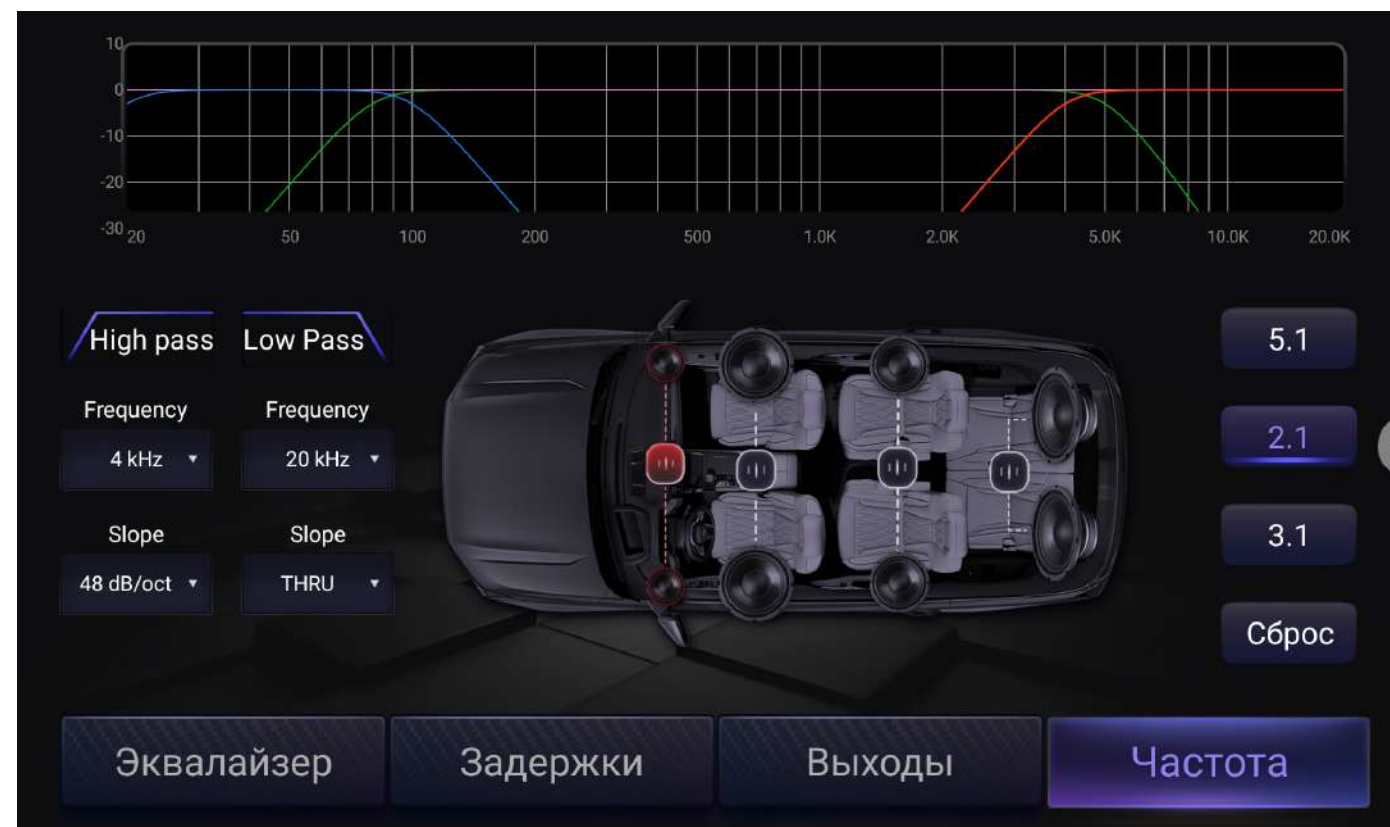 10
0
-10
-20
-30
20 50 100 200 500 1.0K 2.0K 5.0K 10.0K 20.0K
High pass Low Pass
5.1
Frequency Frequency
4 kHz 20 kHz
2.1
Slope Slope
3.1
48 dB/oct THRU
Сброс
Эквалайзер Задержки Выходы Частота